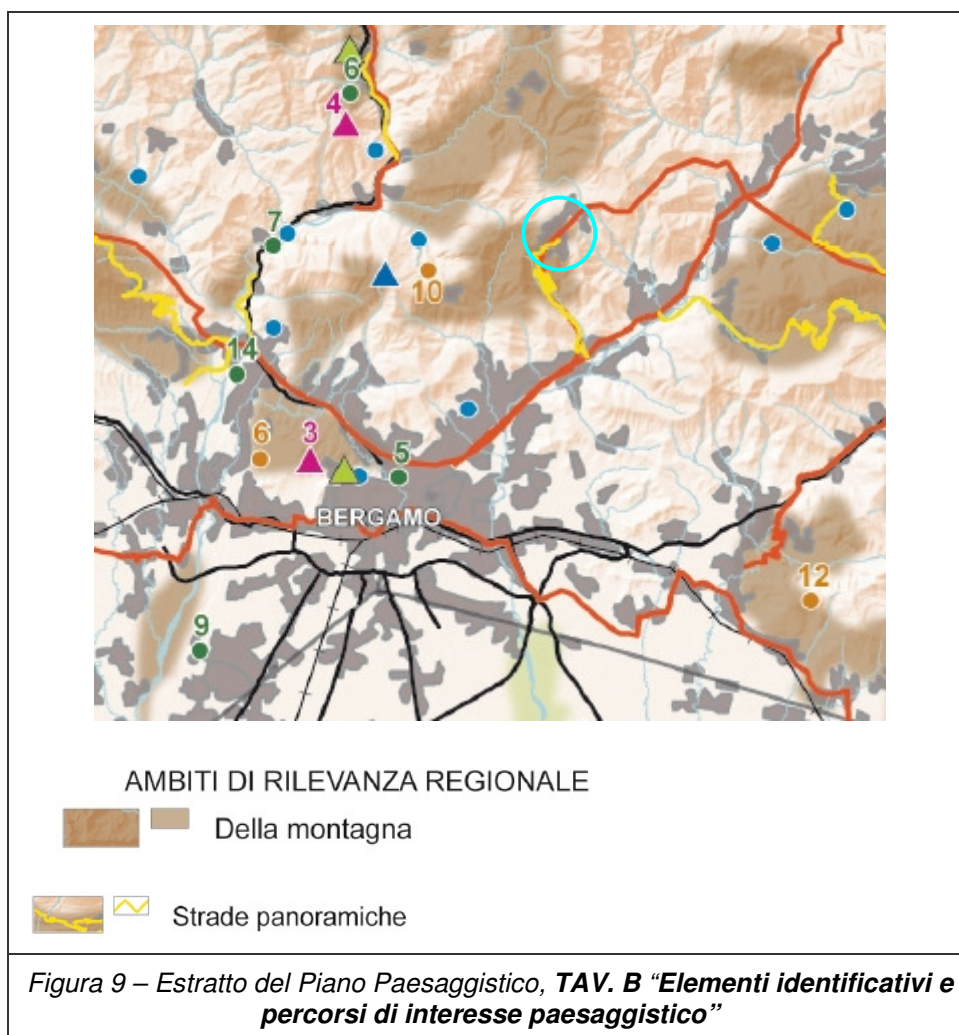 6
4
7
10
14
6
3
5
BERGAMO
12
9
AMBITI DI RILEVANZA REGIONALE
Della montagna
Strade panoramiche
Figura 9 – Estratto del Piano Paesaggistico, TAV. B “Elementi identificativi e
percorsi di interesse paesaggistico”